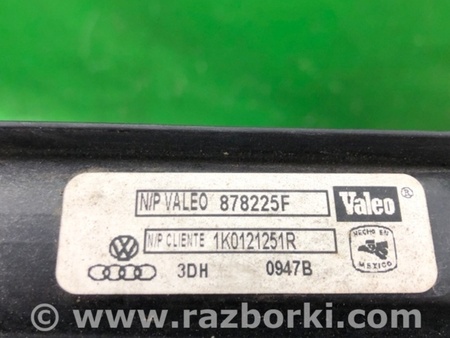 N/P VALEO 878225F
Valeo ®
N/P CLIENTE 1K0121251R
HECHO EN
MEXICO
3DH 0947B
© www.razborki.com